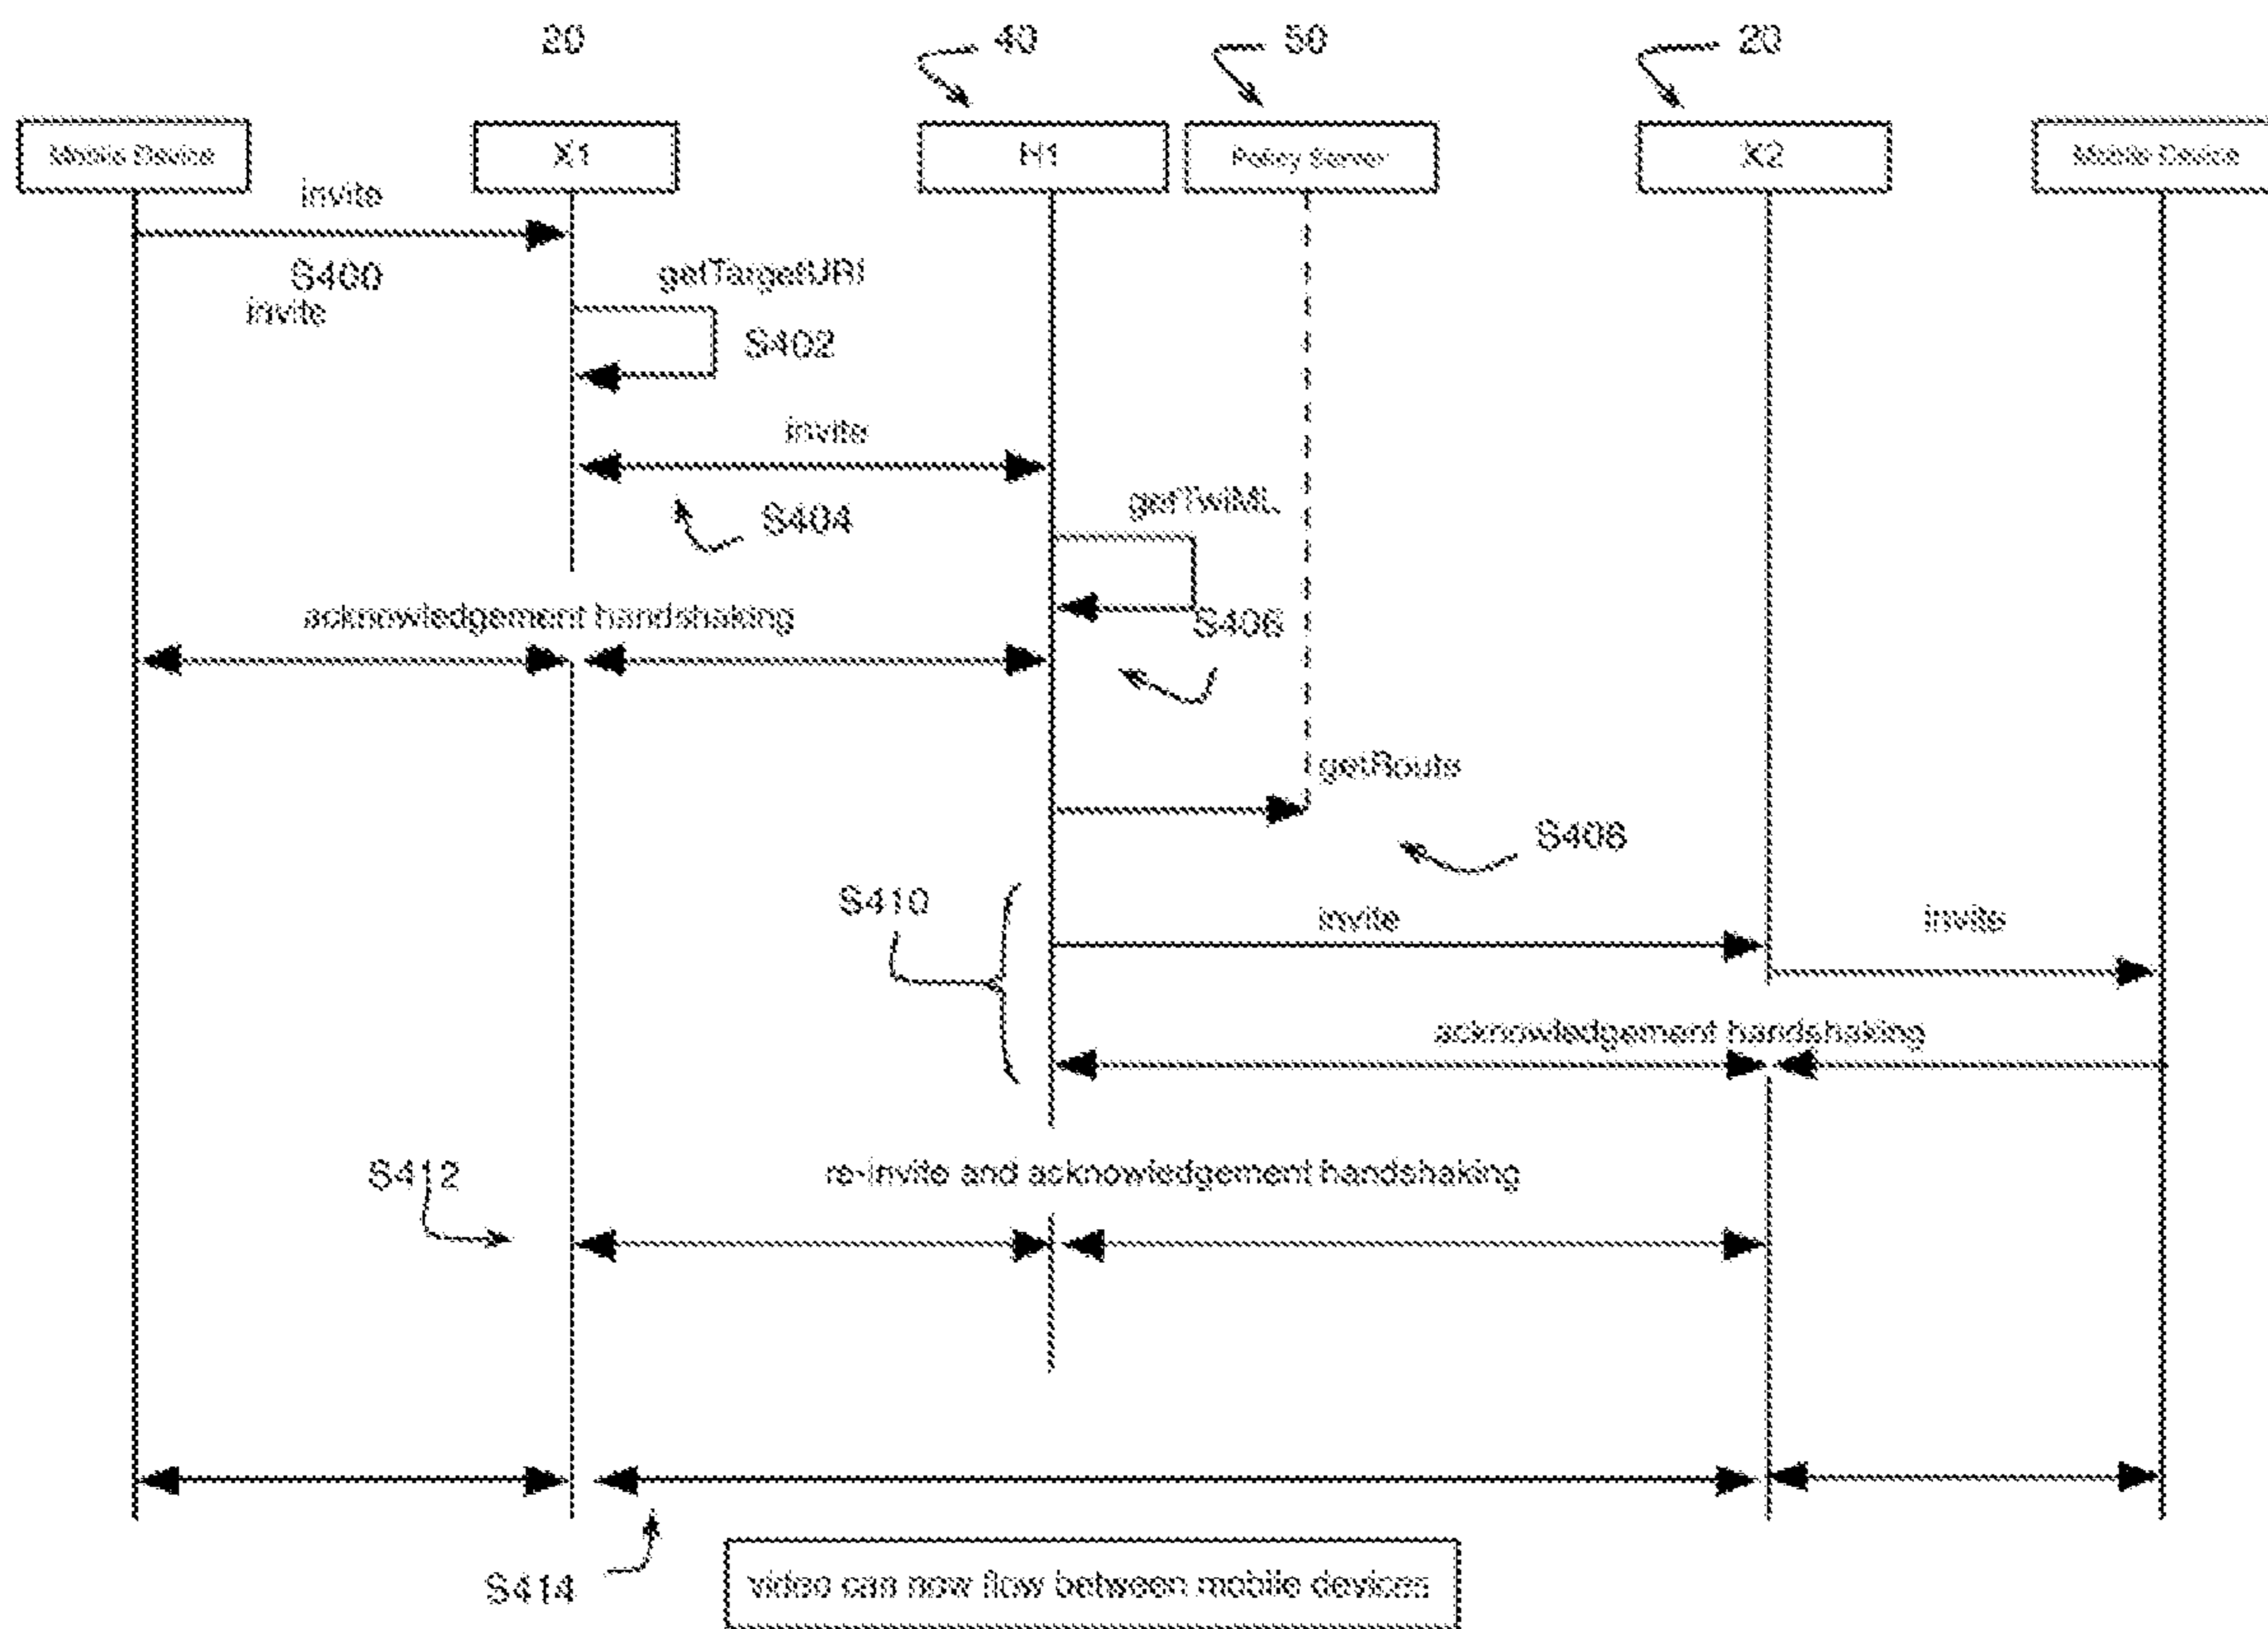 20
40
50
20
Mobile Device
X1
H1
Policy Server
X2
Mobile Device
invite
S400
invite
getTargetURI
S402
invite
S404
getTwiML
S406
acknowledgement handshaking
getRoute
S408
S410
invite
invite
acknowledgement handshaking
S412
re-invite and acknowledgement handshaking
S414
video can now flow between mobile devices